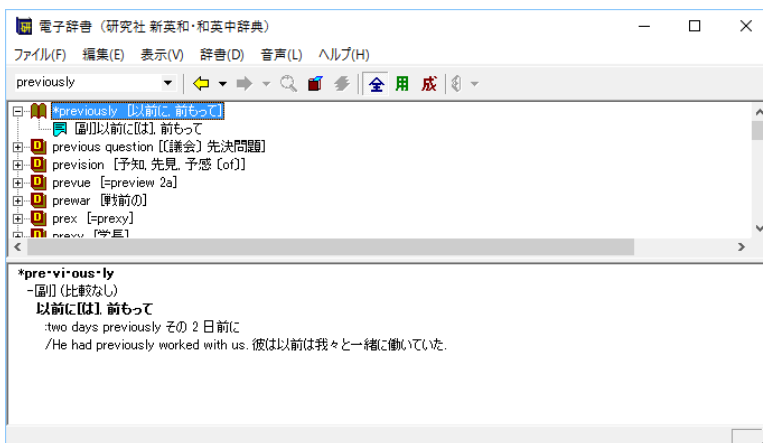 電子辞書（研究社 新英和・和英中辞典）
ファイル(F) 編集(E) 表示(V) 辞書(D) 音声(L) ヘルプ(H)
previously 全 用 成
*previously [以前に, 前もって]
[副]以前に[は], 前もって
previous question [〔議会〕先決問題]
prevision [予知, 先見, 予感〔of〕]
prevue [=preview 2a]
prewar [戦前の]
prex [=prexy]
prexy [学長]
*pre・vi・ous・ly
−[副] (比較なし)
以前に[は], 前もって
:two days previously その 2 日前に
/He had previously worked with us. 彼は以前は我々と一緒に働いていた.